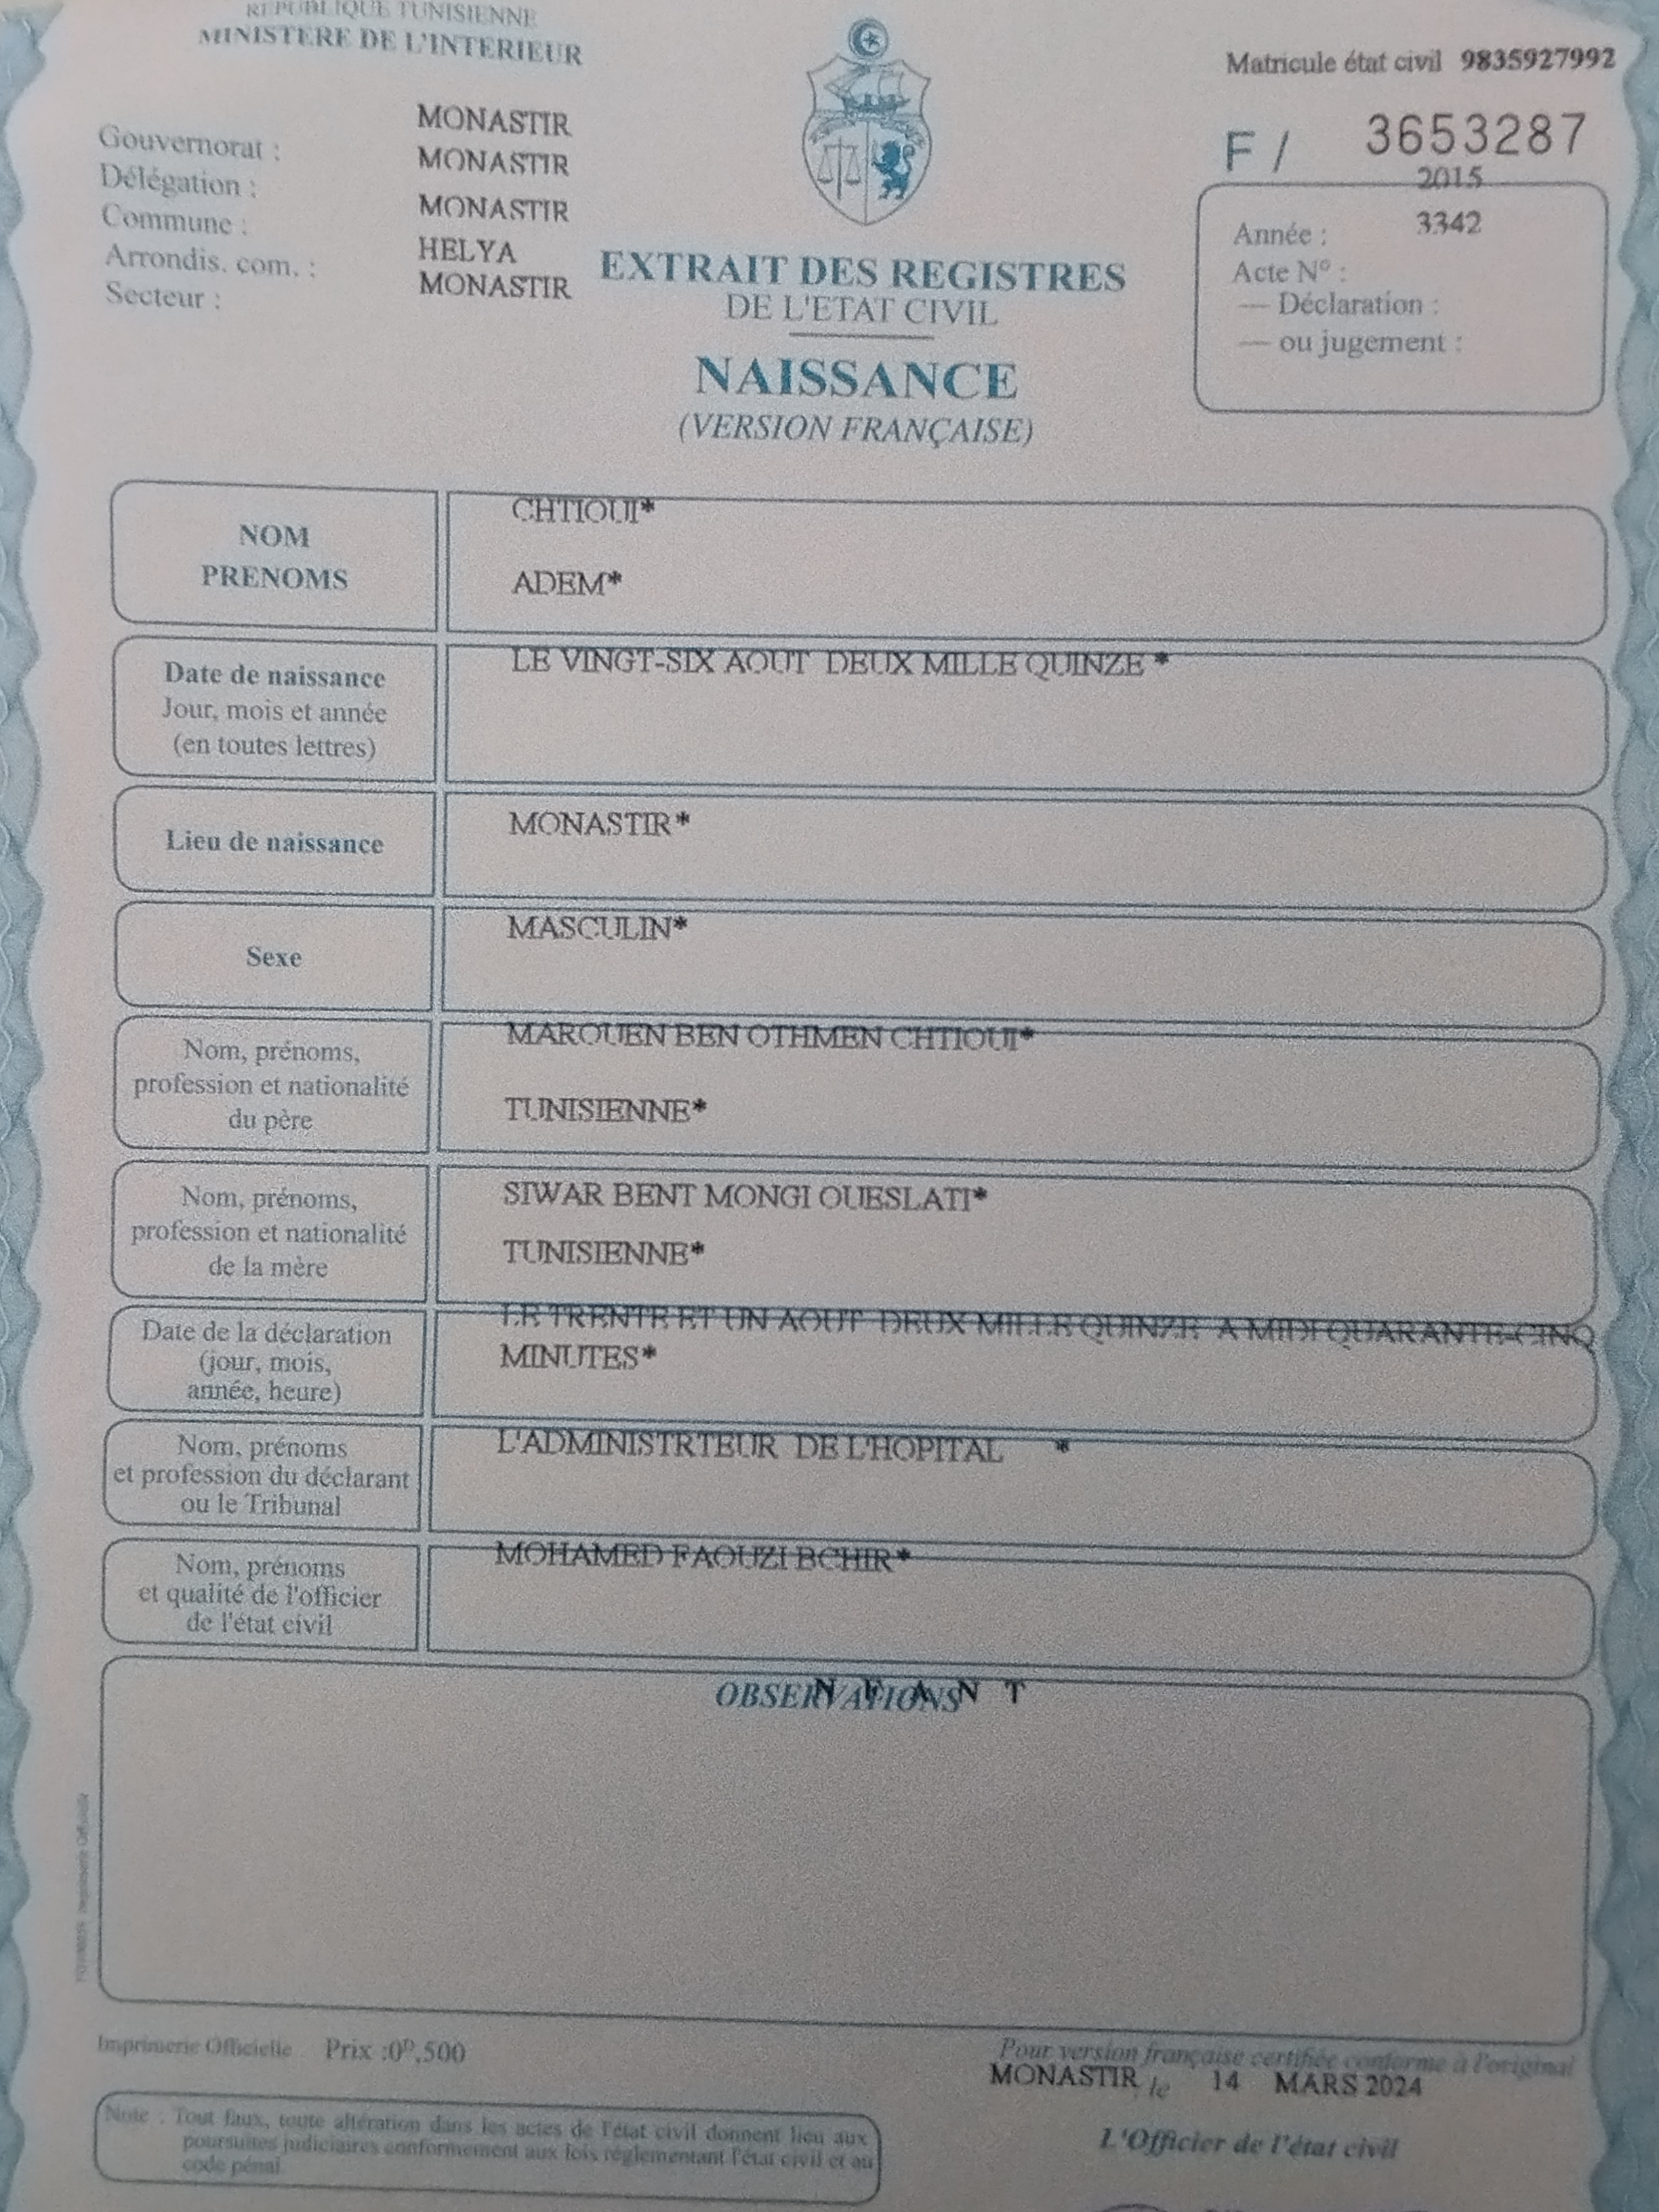 REPUBLIQUE TUNISIENNE
MINISTERE DE L'INTERIEUR
Matricule état civil 9835927992
F / 3653287
Gouvernorat : MONASTIR
Délégation : MONASTIR
Commune : MONASTIR
Arrondis. com. : HELYA
Secteur : MONASTIR
2015
Année : 3342
Acte N° :
— Déclaration :
— ou jugement :
EXTRAIT DES REGISTRES
DE L'ETAT CIVIL
NAISSANCE
(VERSION FRANÇAISE)
NOM
PRENOMS
CHTIOUI*
ADEM*
Date de naissance
Jour, mois et année
(en toutes lettres)
LE VINGT-SIX AOUT DEUX MILLE QUINZE *
Lieu de naissance
MONASTIR*
Sexe
MASCULIN*
Nom, prénoms,
profession et nationalité
du père
MAROUEN BEN OTHMEN CHTIOUI*
TUNISIENNE*
Nom, prénoms,
profession et nationalité
de la mère
SIWAR BENT MONGI OUESLATI*
TUNISIENNE*
Date de la déclaration
(jour, mois,
année, heure)
LE TRENTE ET UN AOUT DEUX MILLE QUINZE A MIDI QUARANTE-CINQ
MINUTES*
Nom, prénoms
et profession du déclarant
ou le Tribunal
L'ADMINISTRTEUR DE L'HOPITAL *
Nom, prénoms
et qualité de l'officier
de l'état civil
MOHAMED FAOUZI BCHIR*
OBSERVATIONS
N E A N T
Imprimerie Officielle Prix :0ᴰ,500
Pour version française certifiée conforme à l'original
MONASTIR le 14 MARS 2024
L'Officier de l'état civil
Note : Tout faux, toute altération dans les actes de l'état civil donnent lieu aux
poursuites judiciaires conformement aux lois réglementant l'état civil et au
code pénal